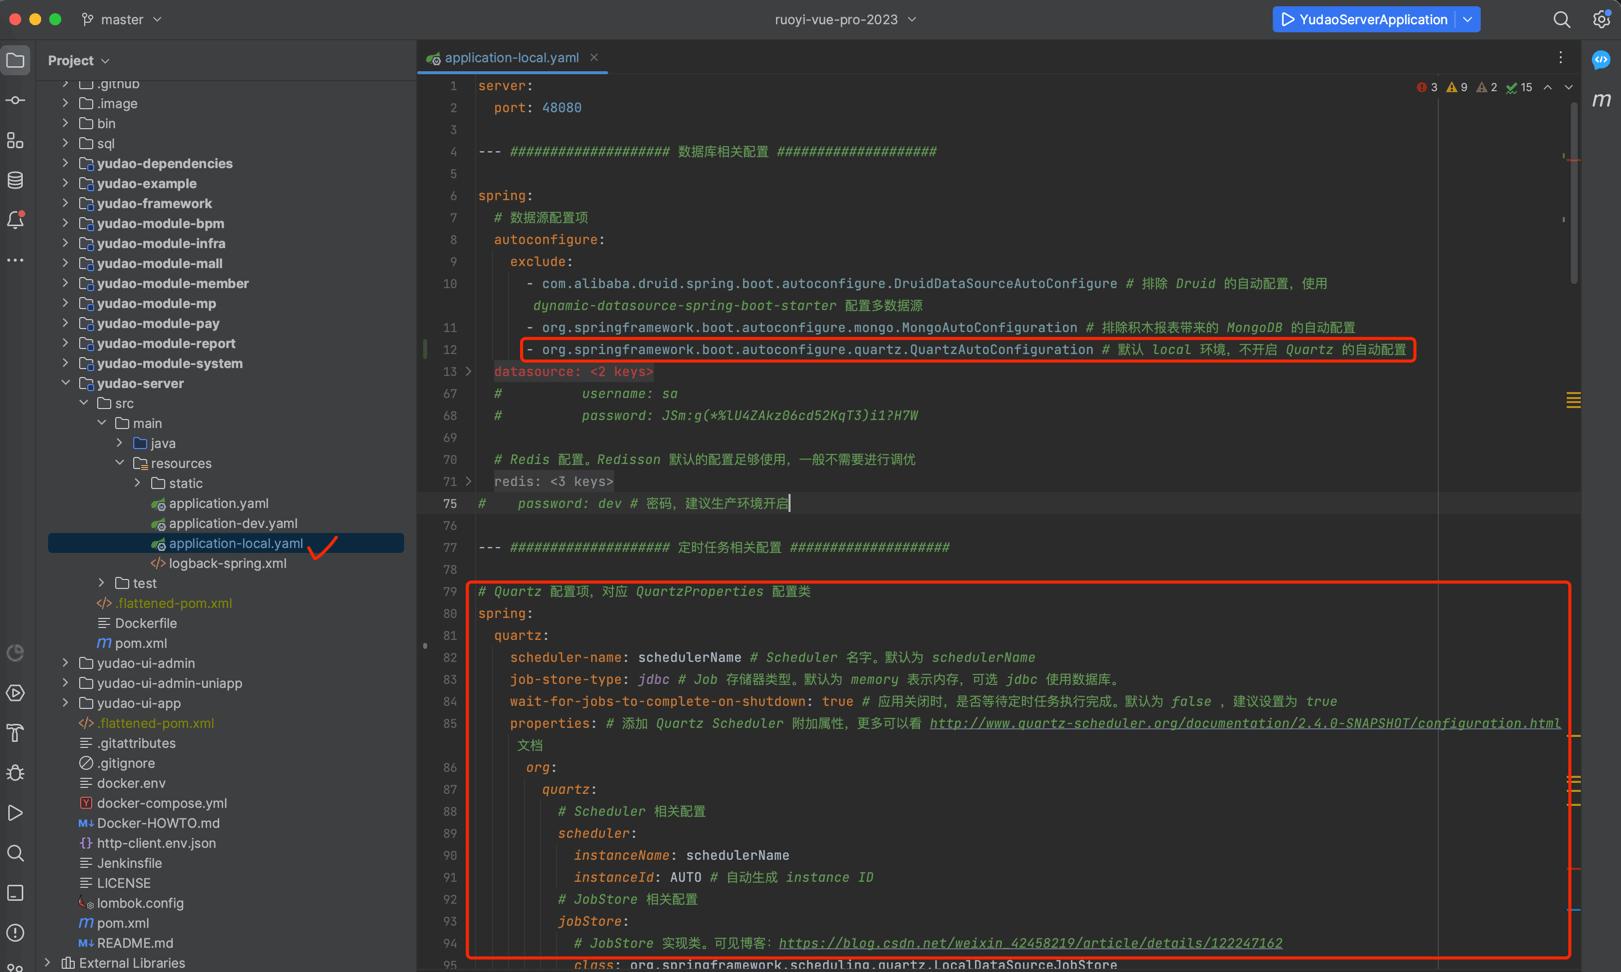 master
ruoyi-vue-pro-2023
YudaoServerApplication
Project
application-local.yaml
3 9 2 15
.github
.image
bin
sql
yudao-dependencies
yudao-example
yudao-framework
yudao-module-bpm
yudao-module-infra
yudao-module-mall
yudao-module-member
yudao-module-mp
yudao-module-pay
yudao-module-report
yudao-module-system
yudao-server
src
main
java
resources
static
application.yaml
application-dev.yaml
application-local.yaml
logback-spring.xml
test
.flattened-pom.xml
Dockerfile
pom.xml
yudao-ui-admin
yudao-ui-admin-uniapp
yudao-ui-app
.flattened-pom.xml
.gitattributes
.gitignore
docker.env
docker-compose.yml
Docker-HOWTO.md
http-client.env.json
Jenkinsfile
LICENSE
lombok.config
pom.xml
README.md
External Libraries
1 server:
2 port: 48080
3
4 --- #################### 数据库相关配置 ####################
5
6 spring:
7 # 数据源配置项
8 autoconfigure:
9 exclude:
10 - com.alibaba.druid.spring.boot.autoconfigure.DruidDataSourceAutoConfigure # 排除 Druid 的自动配置，使用
dynamic-datasource-spring-boot-starter 配置多数据源
11 - org.springframework.boot.autoconfigure.mongo.MongoAutoConfiguration # 排除积木报表带来的 MongoDB 的自动配置
12 - org.springframework.boot.autoconfigure.quartz.QuartzAutoConfiguration # 默认 local 环境，不开启 Quartz 的自动配置
13 datasource: <2 keys>
67 # username: sa
68 # password: JSm:g(*%lU4ZAkz06cd52KqT3)i1?H7W
69
70 # Redis 配置。Redisson 默认的配置足够使用，一般不需要进行调优
71 redis: <3 keys>
75 # password: dev # 密码，建议生产环境开启
76
77 --- #################### 定时任务相关配置 ####################
78
79 # Quartz 配置项，对应 QuartzProperties 配置类
80 spring:
81 quartz:
82 scheduler-name: schedulerName # Scheduler 名字。默认为 schedulerName
83 job-store-type: jdbc # Job 存储器类型。默认为 memory 表示内存，可选 jdbc 使用数据库。
84 wait-for-jobs-to-complete-on-shutdown: true # 应用关闭时，是否等待定时任务执行完成。默认为 false ，建议设置为 true
85 properties: # 添加 Quartz Scheduler 附加属性，更多可以看 http://www.quartz-scheduler.org/documentation/2.4.0-SNAPSHOT/configuration.html
文档
86 org:
87 quartz:
88 # Scheduler 相关配置
89 scheduler:
90 instanceName: schedulerName
91 instanceId: AUTO # 自动生成 instance ID
92 # JobStore 相关配置
93 jobStore:
94 # JobStore 实现类。可见博客：https://blog.csdn.net/weixin_42458219/article/details/122247162
95 class: org.springframework.scheduling.quartz.LocalDataSourceJobStore